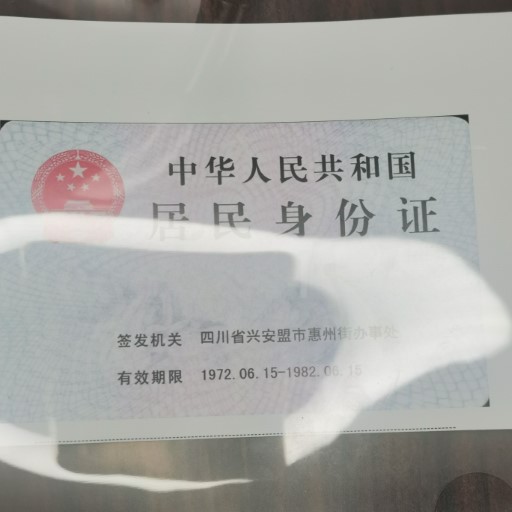 中华人民共和国
居民身份证
签发机关 四川省兴安盟市惠州街办事处
有效期限 1972.06.15-1982.06.15